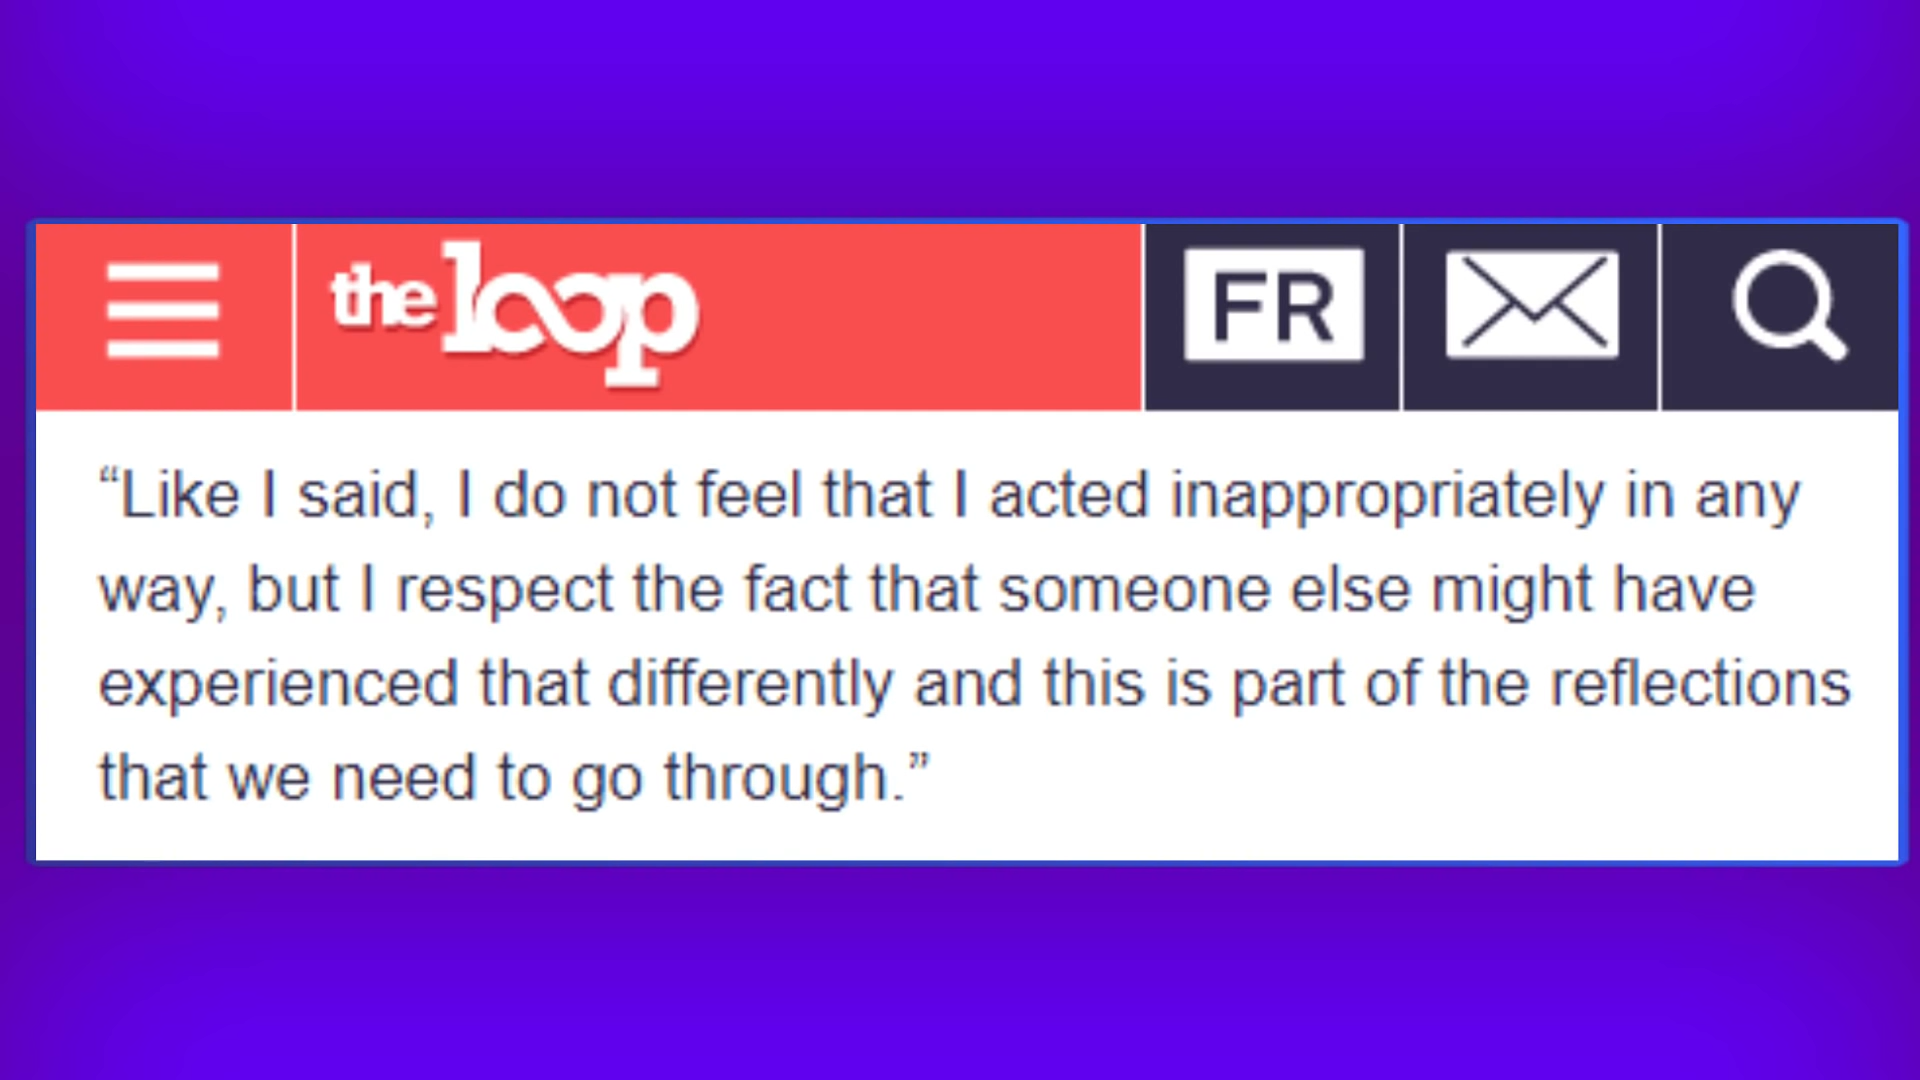 the loop
FR
“Like I said, I do not feel that I acted inappropriately in any
way, but I respect the fact that someone else might have
experienced that differently and this is part of the reflections
that we need to go through.”